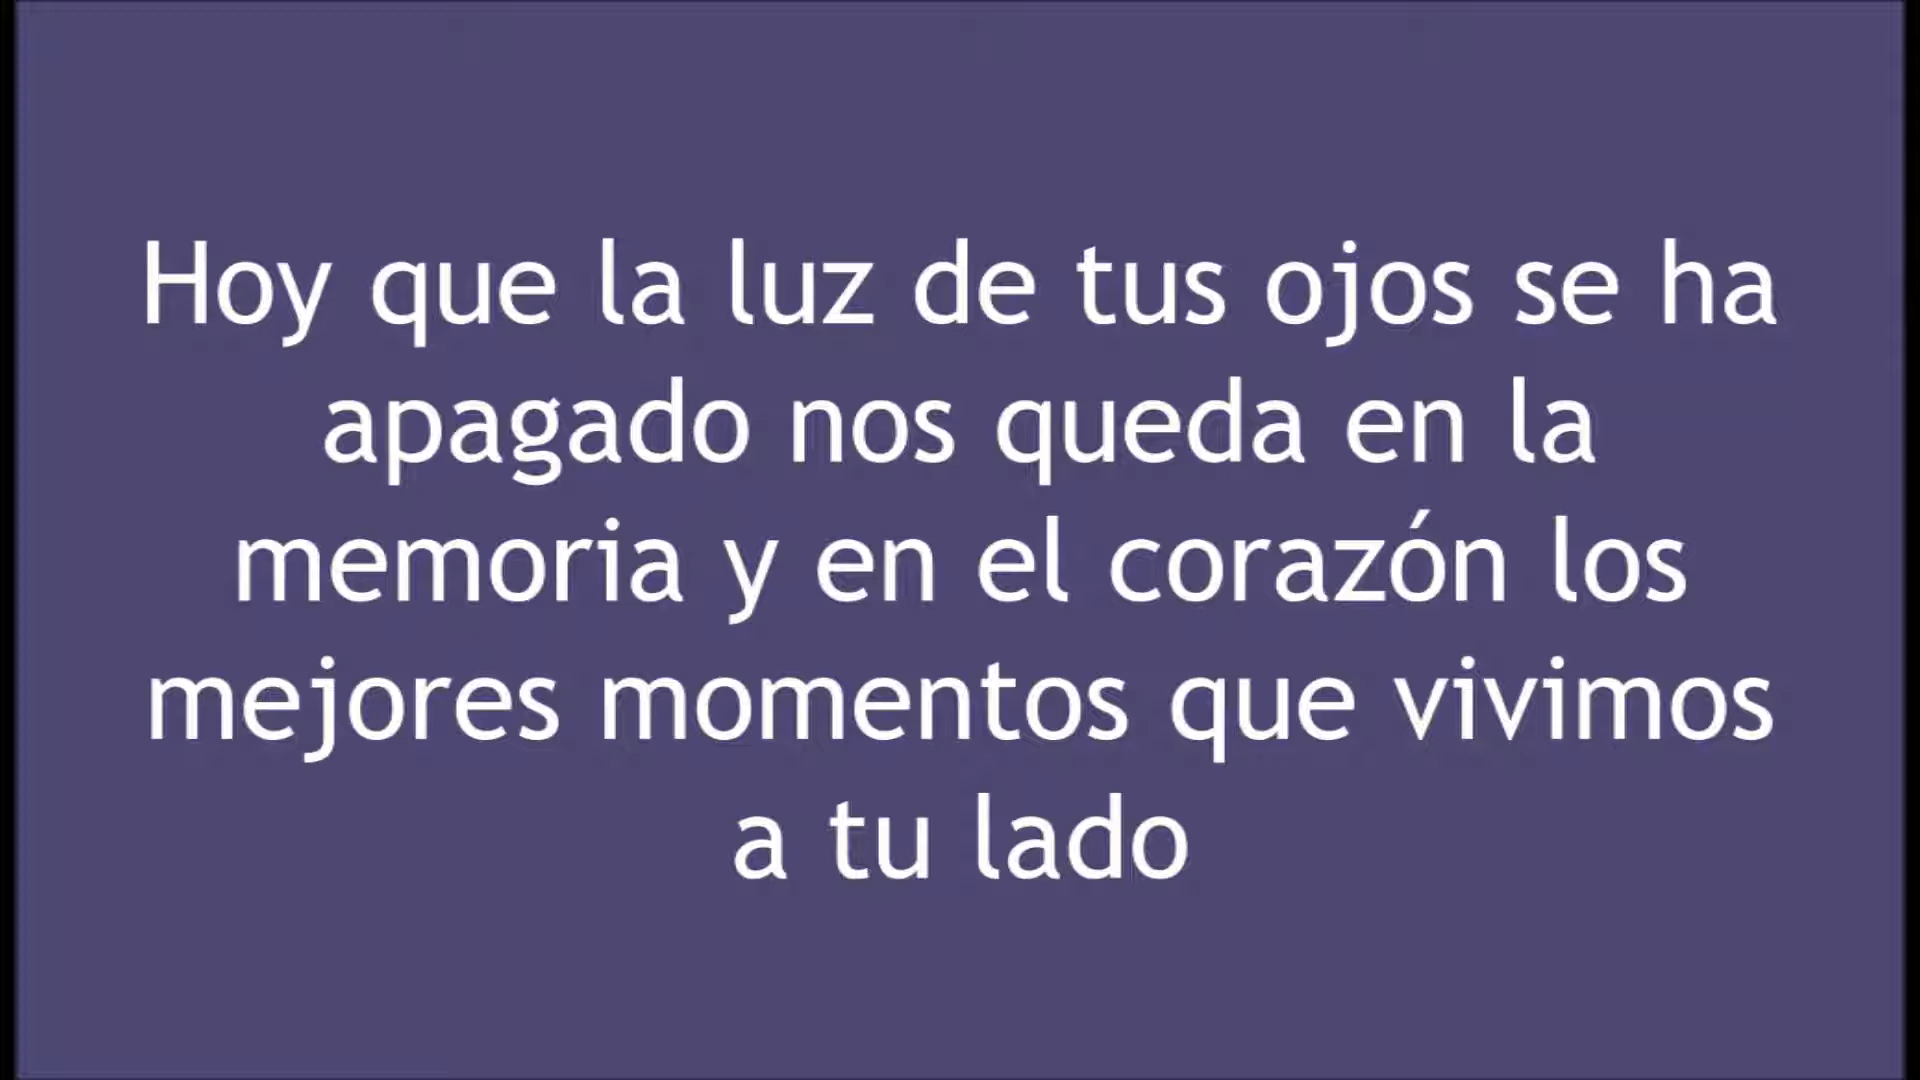 Hoy que la luz de tus ojos se ha
apagado nos queda en la
memoria y en el corazón los
mejores momentos que vivimos
a tu lado